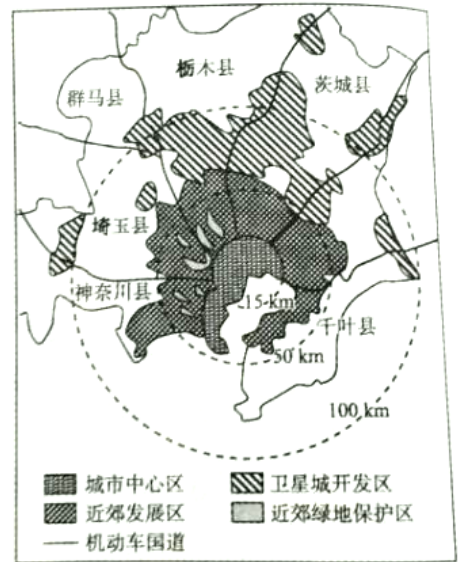 栃木县
茨城县
群马县
埼玉县
神奈川县
15 km
千叶县
50 km
100 km
城市中心区 卫星城开发区
近郊发展区 近郊绿地保护区
机动车国道